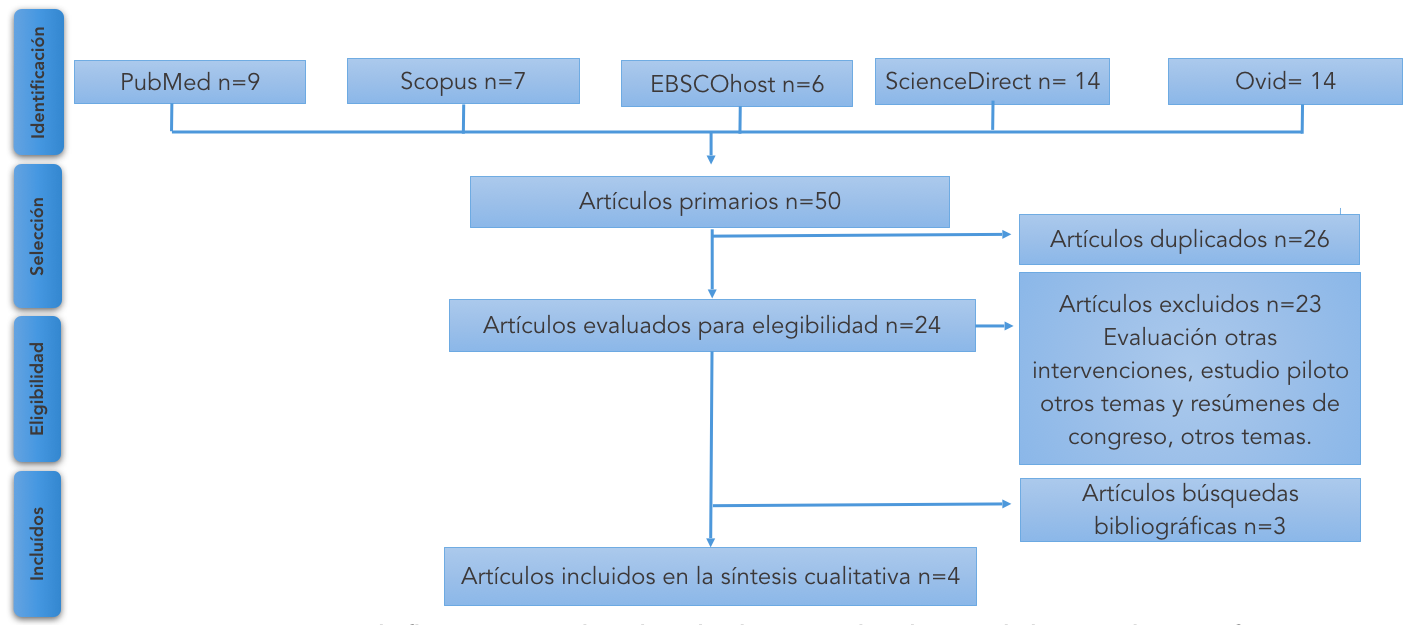 Identificación
PubMed n=9
Scopus n=7
EBSCOhost n=6
ScienceDirect n= 14
Ovid= 14
Selección
Artículos primarios n=50
Artículos duplicados n=26
Eligibilidad
Artículos evaluados para elegibilidad n=24
Artículos excluidos n=23
Evaluación otras
intervenciones, estudio piloto
otros temas y resúmenes de
congreso, otros temas.
Incluídos
Artículos búsquedas
bibliográficas n=3
Artículos incluidos en la síntesis cualitativa n=4